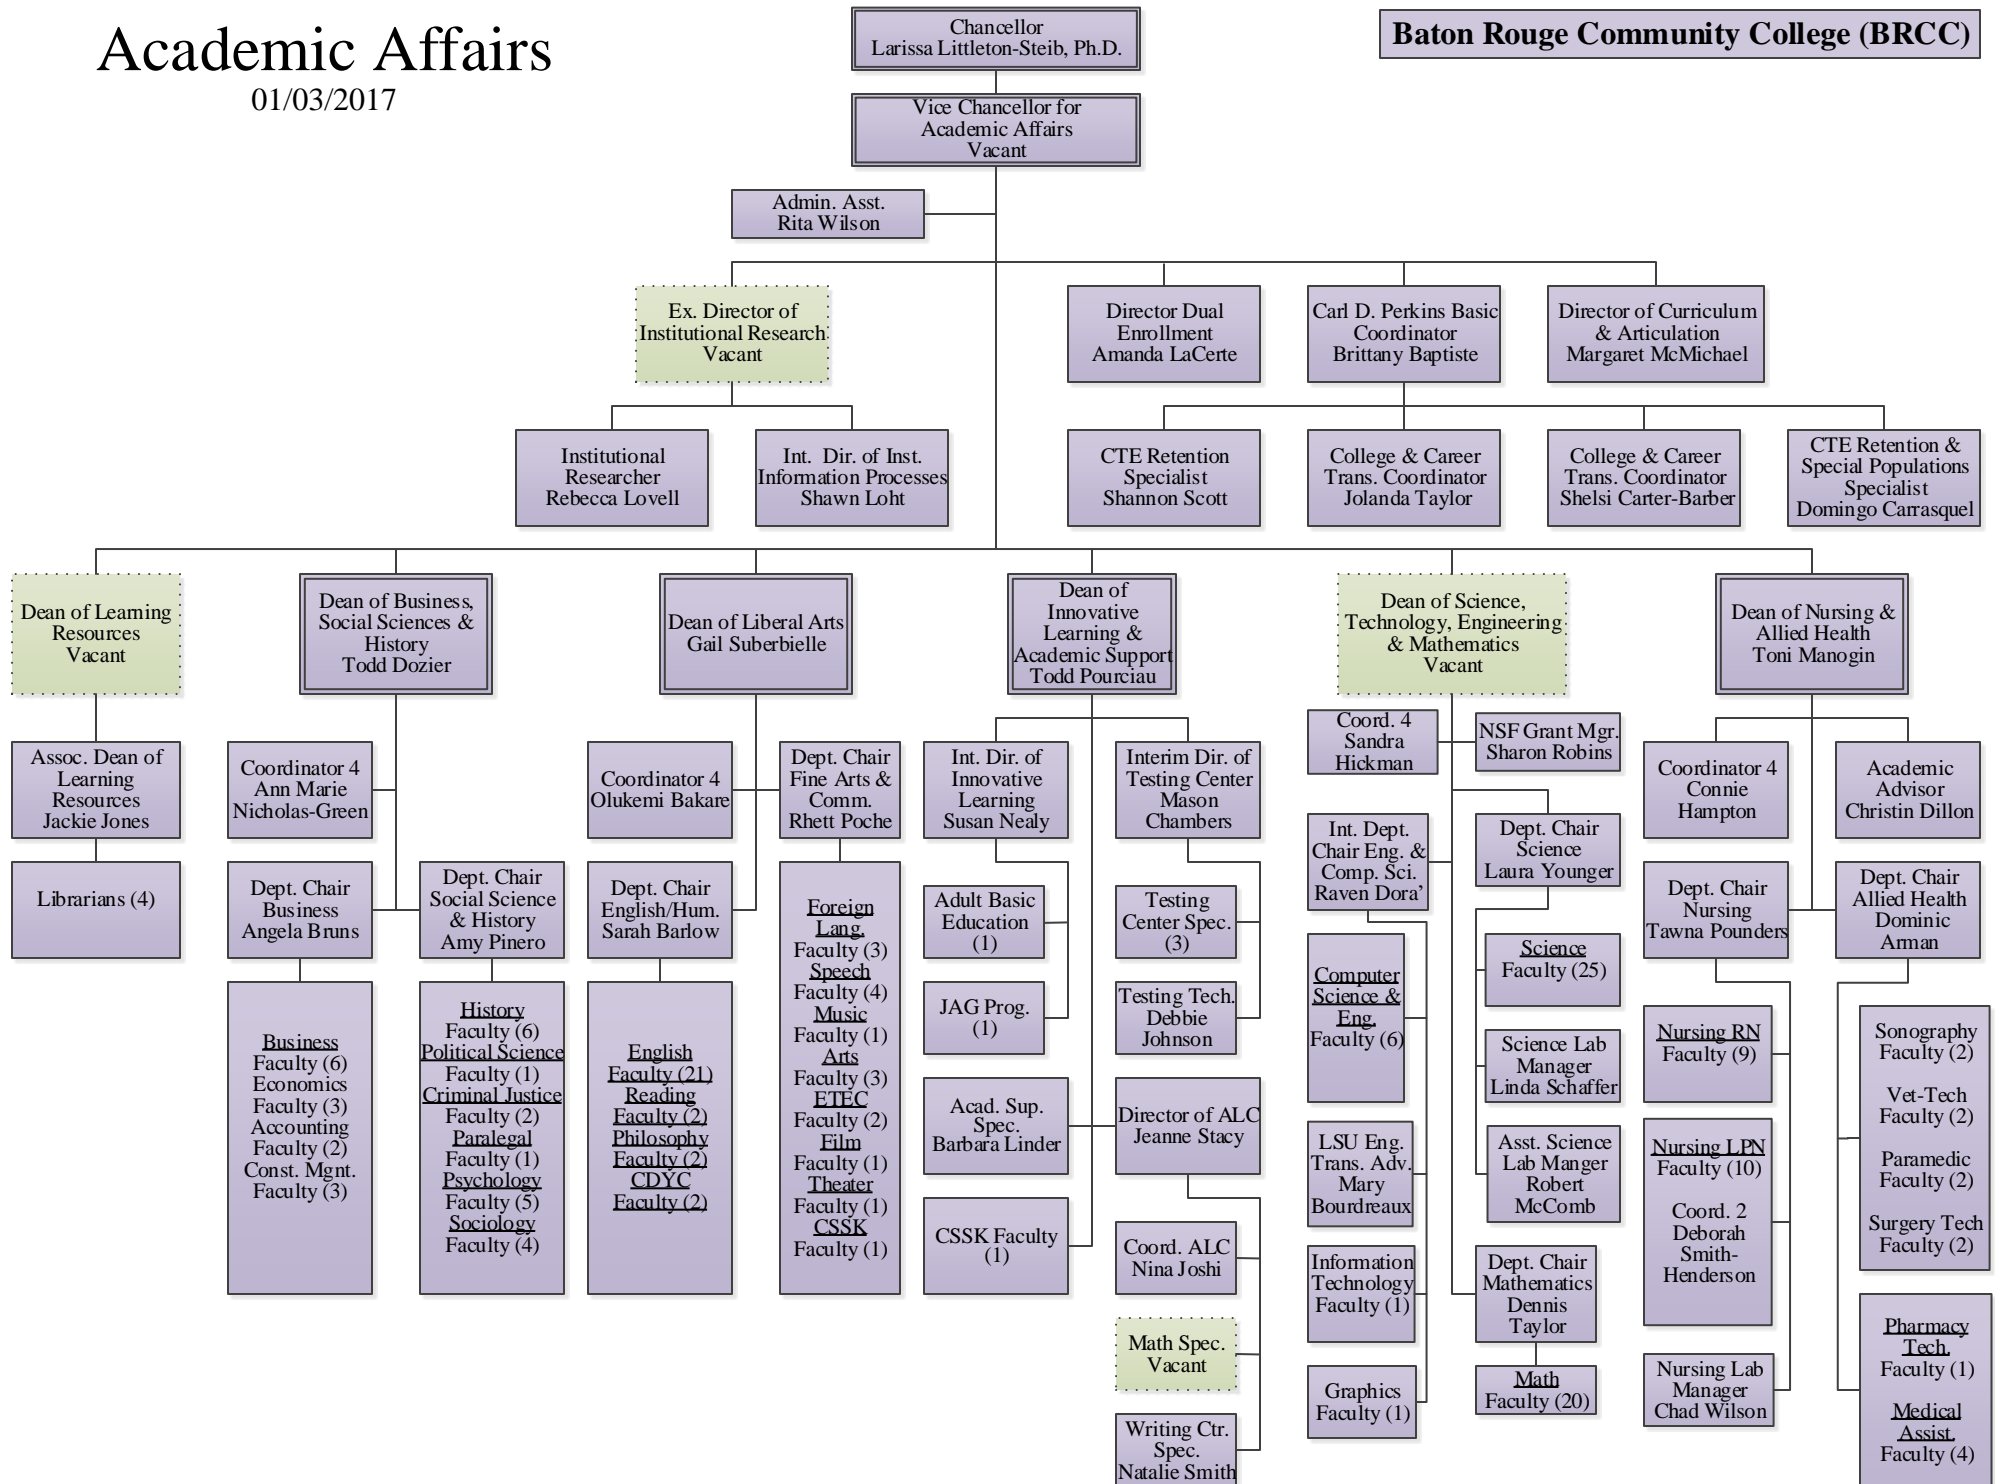 Academic Affairs
01/03/2017
Baton Rouge Community College (BRCC)
Chancellor
Larissa Littleton-Steib, Ph.D.
Vice Chancellor for
Academic Affairs
Vacant
Admin. Asst.
Rita Wilson
Ex. Director of
Institutional Research
Vacant
Director Dual
Enrollment
Amanda LaCerte
Carl D. Perkins Basic
Coordinator
Brittany Baptiste
Director of Curriculum
& Articulation
Margaret McMichael
Institutional
Researcher
Rebecca Lovell
Int. Dir. of Inst.
Information Processes
Shawn Loht
CTE Retention
Specialist
Shannon Scott
College & Career
Trans. Coordinator
Jolanda Taylor
College & Career
Trans. Coordinator
Shelsi Carter-Barber
CTE Retention &
Special Populations
Specialist
Domingo Carrasquel
Dean of Learning
Resources
Vacant
Dean of Business,
Social Sciences &
History
Todd Dozier
Dean of Liberal Arts
Gail Suberbielle
Dean of
Innovative
Learning &
Academic Support
Todd Pourciau
Dean of Science,
Technology, Engineering
& Mathematics
Vacant
Dean of Nursing &
Allied Health
Toni Manogin
Assoc. Dean of
Learning
Resources
Jackie Jones
Librarians (4)
Coordinator 4
Ann Marie
Nicholas-Green
Dept. Chair
Business
Angela Bruns
Dept. Chair
Social Science
& History
Amy Pinero
Business
Faculty (6)
Economics
Faculty (3)
Accounting
Faculty (2)
Const. Mgnt.
Faculty (3)
History
Faculty (6)
Political Science
Faculty (1)
Criminal Justice
Faculty (2)
Paralegal
Faculty (1)
Psychology
Faculty (5)
Sociology
Faculty (4)
Coordinator 4
Olukemi Bakare
Dept. Chair
Fine Arts &
Comm.
Rhett Poche
Dept. Chair
English/Hum.
Sarah Barlow
English
Faculty (21)
Reading
Faculty (2)
Philosophy
Faculty (2)
CDYC
Faculty (2)
Foreign
Lang.
Faculty (3)
Speech
Faculty (4)
Music
Faculty (1)
Arts
Faculty (3)
ETEC
Faculty (2)
Film
Faculty (1)
Theater
Faculty (1)
CSSK
Faculty (1)
Int. Dir. of
Innovative
Learning
Susan Nealy
Interim Dir. of
Testing Center
Mason
Chambers
Adult Basic
Education
(1)
JAG Prog.
(1)
Testing
Center Spec.
(3)
Testing Tech.
Debbie
Johnson
Acad. Sup.
Spec.
Barbara Linder
Director of ALC
Jeanne Stacy
CSSK Faculty
(1)
Coord. ALC
Nina Joshi
Math Spec.
Vacant
Writing Ctr.
Spec.
Natalie Smith
Coord. 4
Sandra
Hickman
NSF Grant Mgr.
Sharon Robins
Int. Dept.
Chair Eng. &
Comp. Sci.
Raven Dora’
Dept. Chair
Science
Laura Younger
Computer
Science &
Eng.
Faculty (6)
LSU Eng.
Trans. Adv.
Mary
Bourdreaux
Information
Technology
Faculty (1)
Graphics
Faculty (1)
Science
Faculty (25)
Science Lab
Manager
Linda Schaffer
Asst. Science
Lab Manger
Robert
McComb
Dept. Chair
Mathematics
Dennis
Taylor
Math
Faculty (20)
Coordinator 4
Connie
Hampton
Academic
Advisor
Christin Dillon
Dept. Chair
Nursing
Tawna Pounders
Dept. Chair
Allied Health
Dominic
Arman
Nursing RN
Faculty (9)
Nursing LPN
Faculty (10)
Coord. 2
Deborah
Smith-
Henderson
Nursing Lab
Manager
Chad Wilson
Sonography
Faculty (2)
Vet-Tech
Faculty (2)
Paramedic
Faculty (2)
Surgery Tech
Faculty (2)
Pharmacy
Tech.
Faculty (1)
Medical
Assist.
Faculty (4)